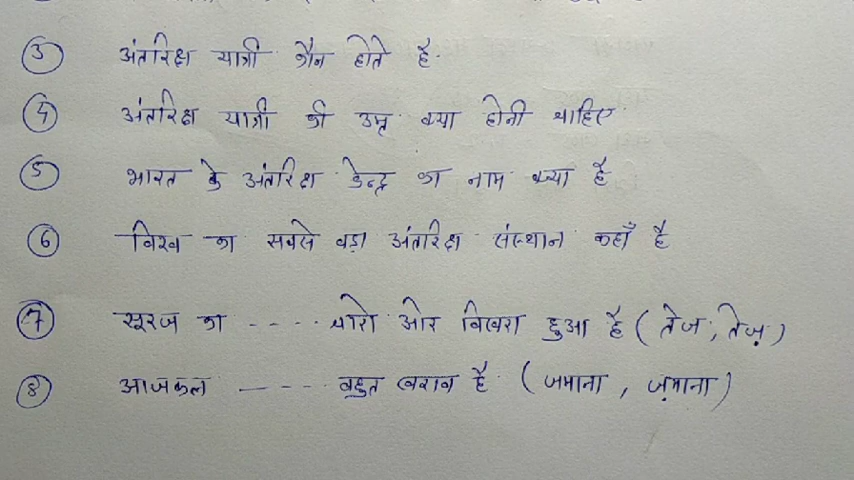 ③ अंतरिक्ष यात्री कौन होते है.
④ अंतरिक्ष यात्री की उम्र क्या होनी चाहिए
⑤ भारत के अंतरिक्ष केन्द्र का नाम क्या है
⑥ विश्व का सबसे बड़ा अंतरिक्ष संस्थान कहाँ है
⑦ सूरज का - - - - चारो ओर बिखरा हुआ है ( तेज , तेज़ )
⑧ आजकल - - - - बहुत खराब है ( जमाना , ज़माना )